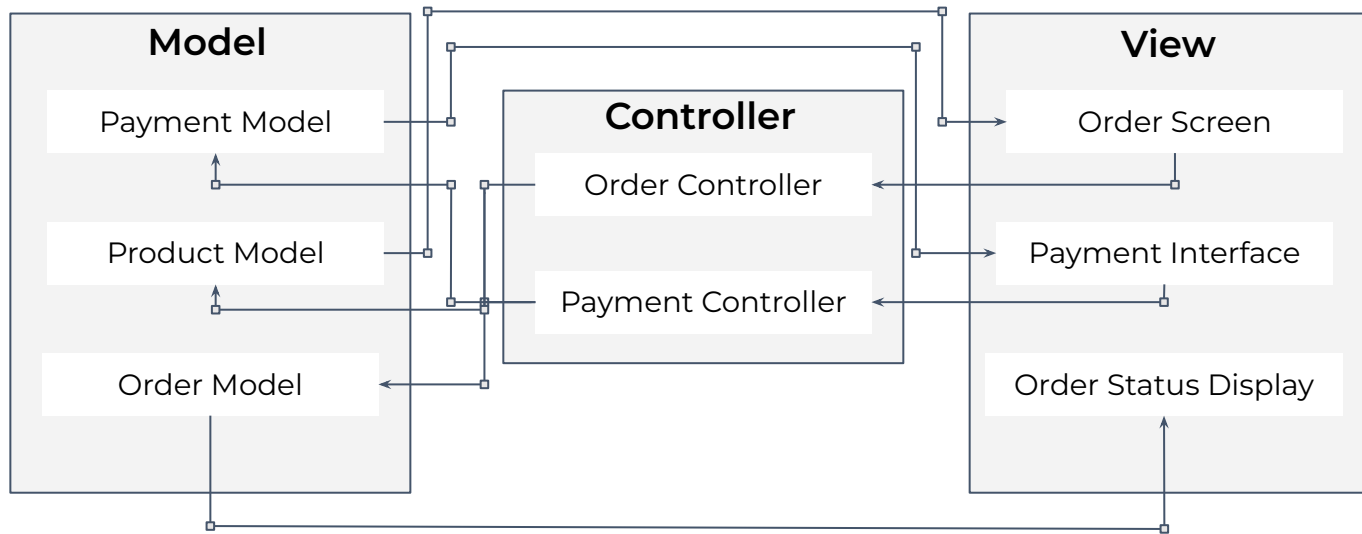 Model
Payment Model
Product Model
Order Model
Controller
Order Controller
Payment Controller
View
Order Screen
Payment Interface
Order Status Display